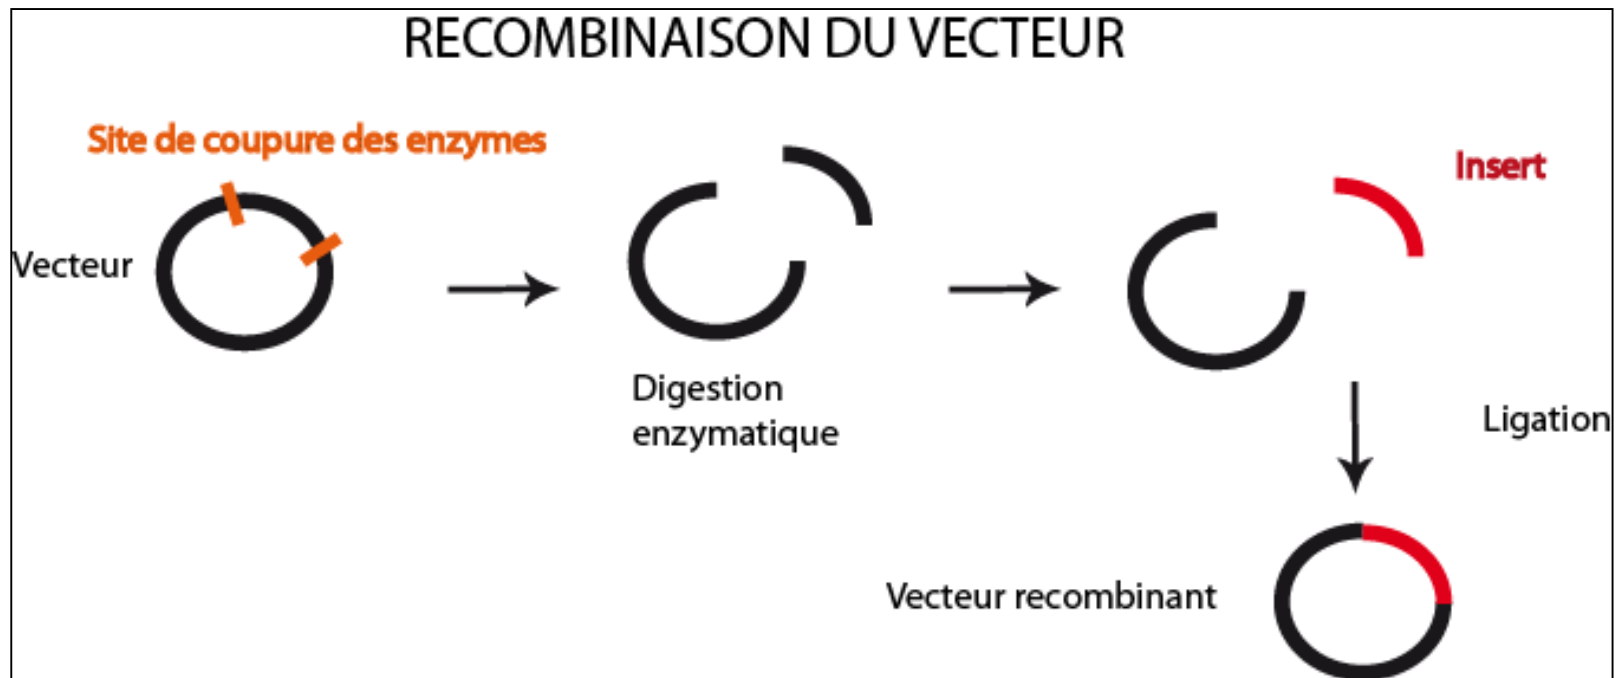 RECOMBINAISON DU VECTEUR
Site de coupure des enzymes
Insert
Vecteur
Digestion
enzymatique
Ligation
Vecteur recombinant